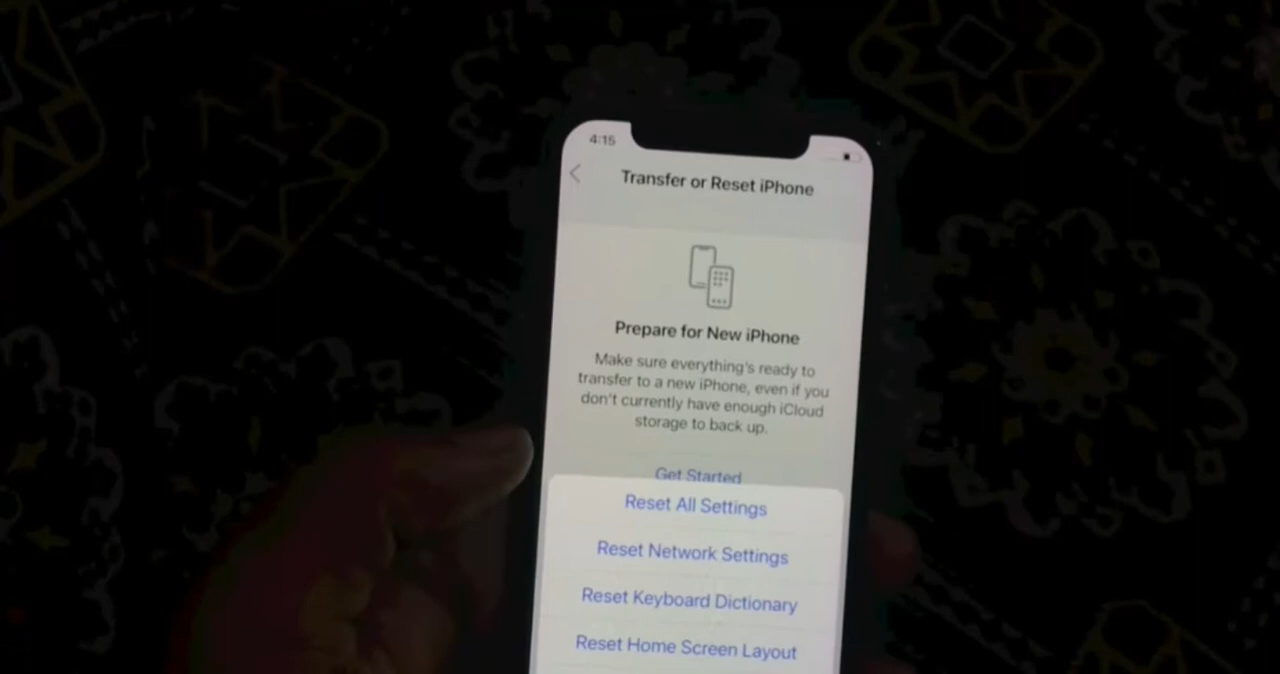 4:15
Transfer or Reset iPhone
Prepare for New iPhone
Make sure everything's ready to
transfer to a new iPhone, even if you
don't currently have enough iCloud
storage to back up.
Get Started
Reset All Settings
Reset Network Settings
Reset Keyboard Dictionary
Reset Home Screen Layout